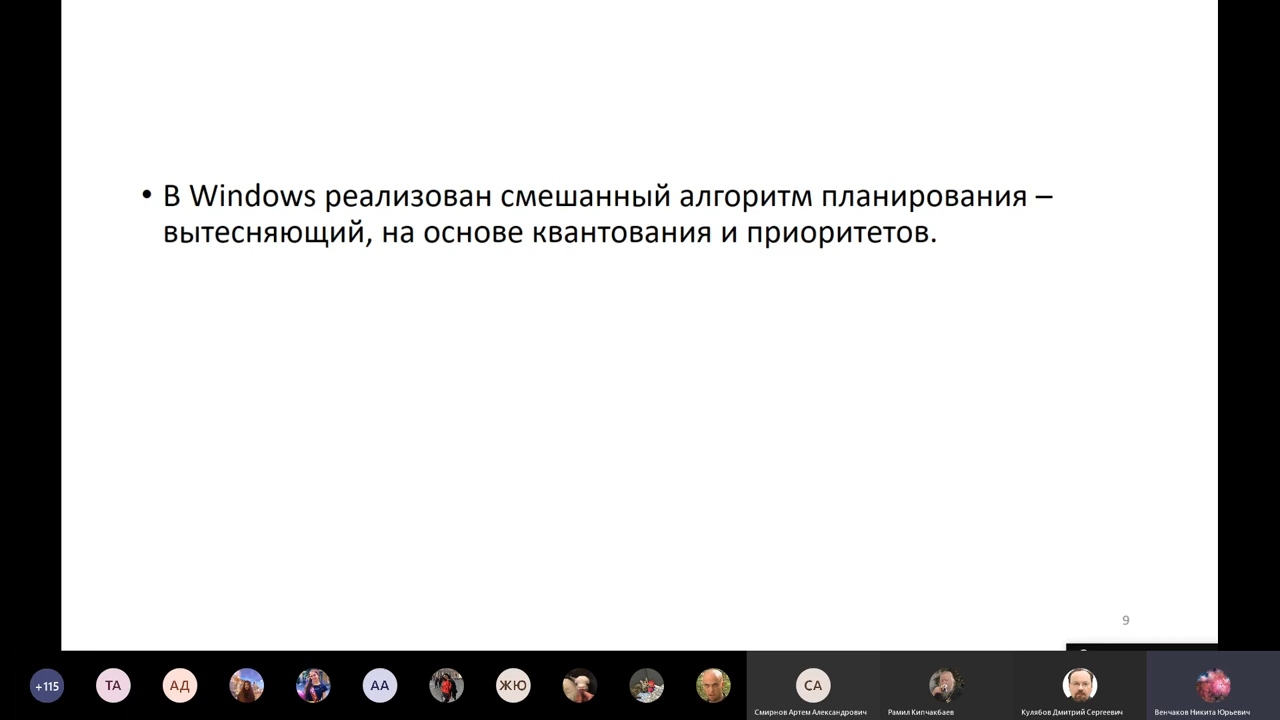 • В Windows реализован смешанный алгоритм планирования –
вытесняющий, на основе квантования и приоритетов.
9
+115
ТА
АД
АА
ЖЮ
СА
Смирнов Артем Александрович
Рамил Кипчакбаев
Кулябов Дмитрий Сергеевич
Венчаков Никита Юрьевич